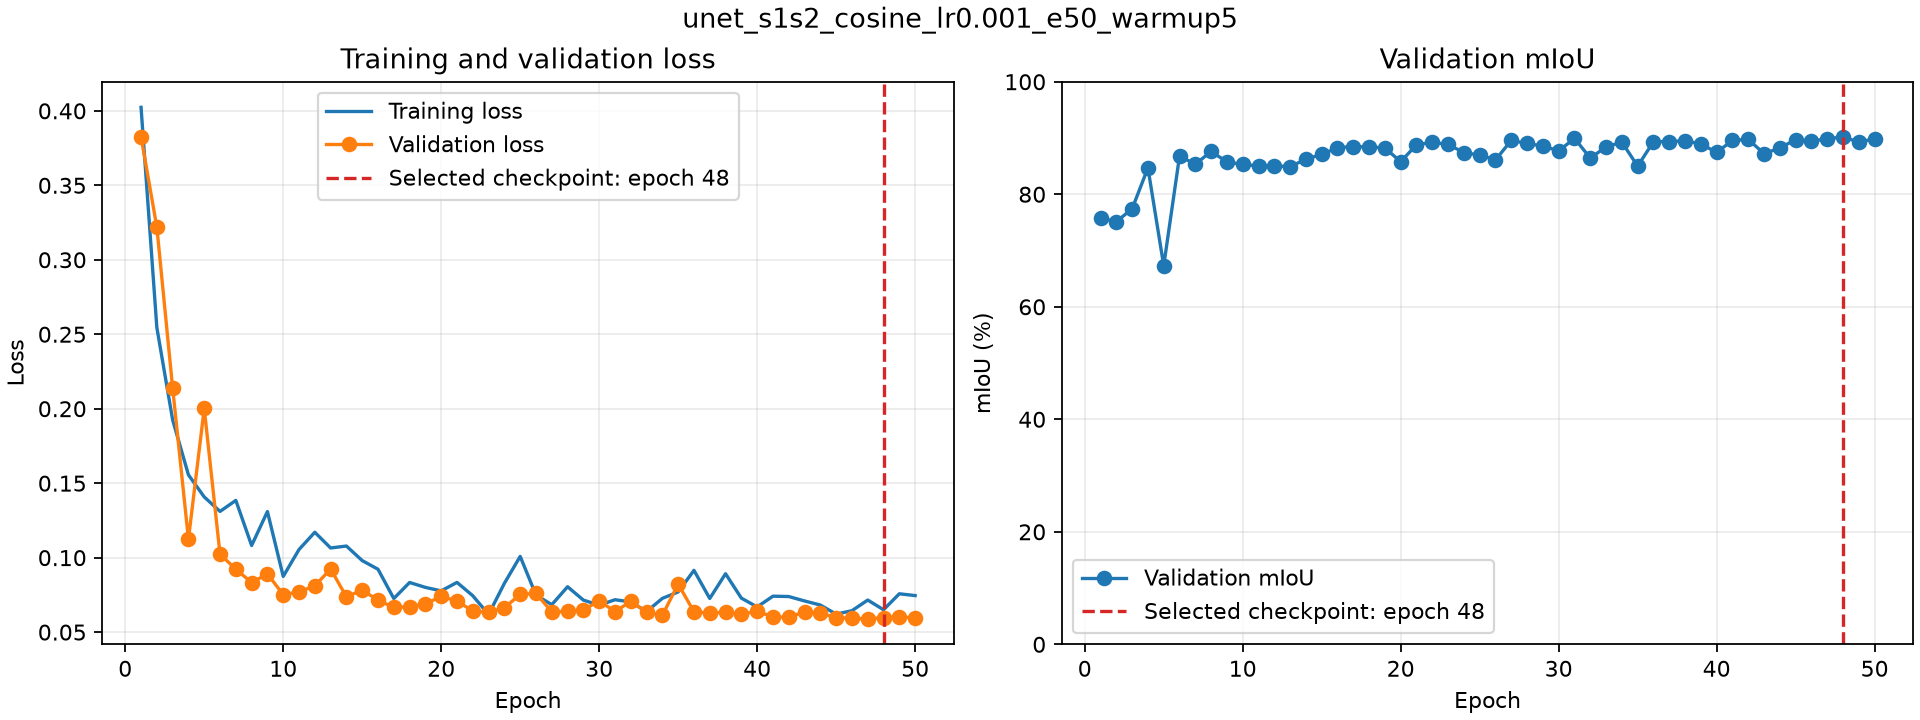 unet_s1s2_cosine_lr0.001_e50_warmup5
Training and validation loss
Training loss
Validation loss
Selected checkpoint: epoch 48
0.40
0.35
0.30
0.25
0.20
0.15
0.10
0.05
Loss
0 10 20 30 40 50
Epoch
Validation mIoU
100
80
60
40
20
0
mIoU (%)
Validation mIoU
Selected checkpoint: epoch 48
0 10 20 30 40 50
Epoch